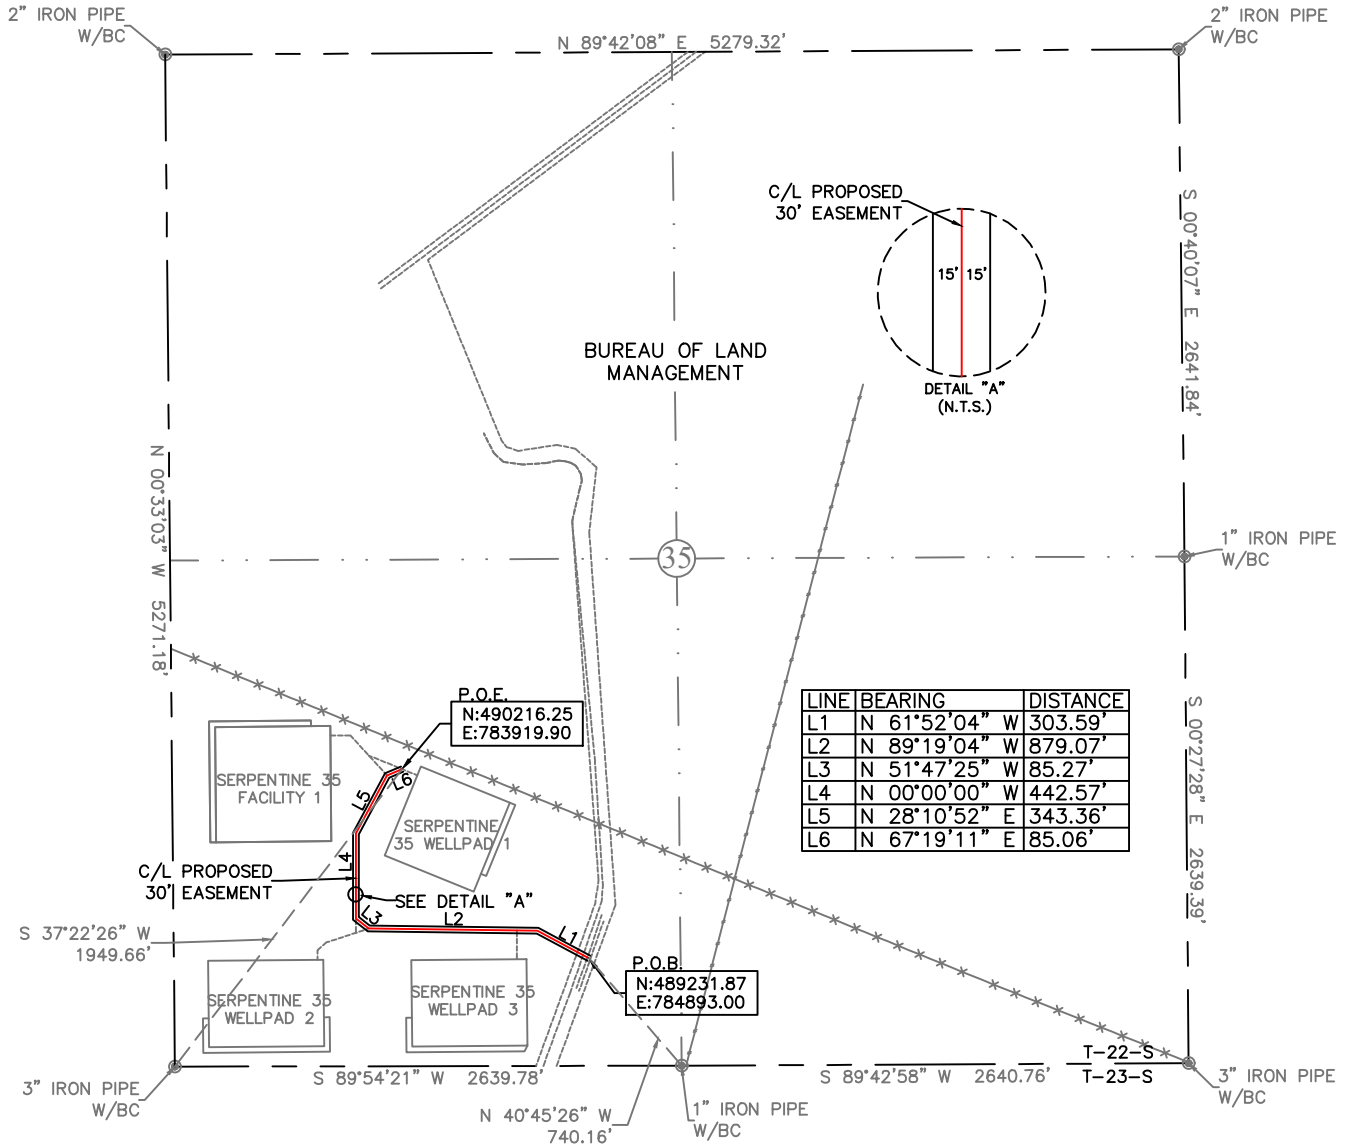 2" IRON PIPE
W/BC
N 89°42'08" E 5279.32'
2" IRON PIPE
W/BC
C/L PROPOSED
30' EASEMENT
15' 15'
DETAIL "A"
(N.T.S.)
S 00°40'07" E 2641.84'
BUREAU OF LAND
MANAGEMENT
N 00°33'03" W 5271.18'
35
1" IRON PIPE
W/BC
P.O.E.
N:490216.25
E:783919.90
LINE BEARING DISTANCE
L1 N 61°52'04" W 303.59'
L2 N 89°19'04" W 879.07'
L3 N 51°47'25" W 85.27'
L4 N 00°00'00" W 442.57'
L5 N 28°10'52" E 343.36'
L6 N 67°19'11" E 85.06'
S 00°27'28" E 2639.39'
SERPENTINE 35
FACILITY 1
L6
L5
SERPENTINE
35 WELLPAD 1
L4
C/L PROPOSED
30' EASEMENT
SEE DETAIL "A"
L3
L2
L1
S 37°22'26" W
1949.66'
P.O.B.
N:489231.87
E:784893.00
SERPENTINE 35
WELLPAD 2
SERPENTINE 35
WELLPAD 3
T-22-S
T-23-S
S 89°54'21" W 2639.78'
S 89°42'58" W 2640.76'
3" IRON PIPE
W/BC
N 40°45'26" W
740.16'
1" IRON PIPE
W/BC
3" IRON PIPE
W/BC